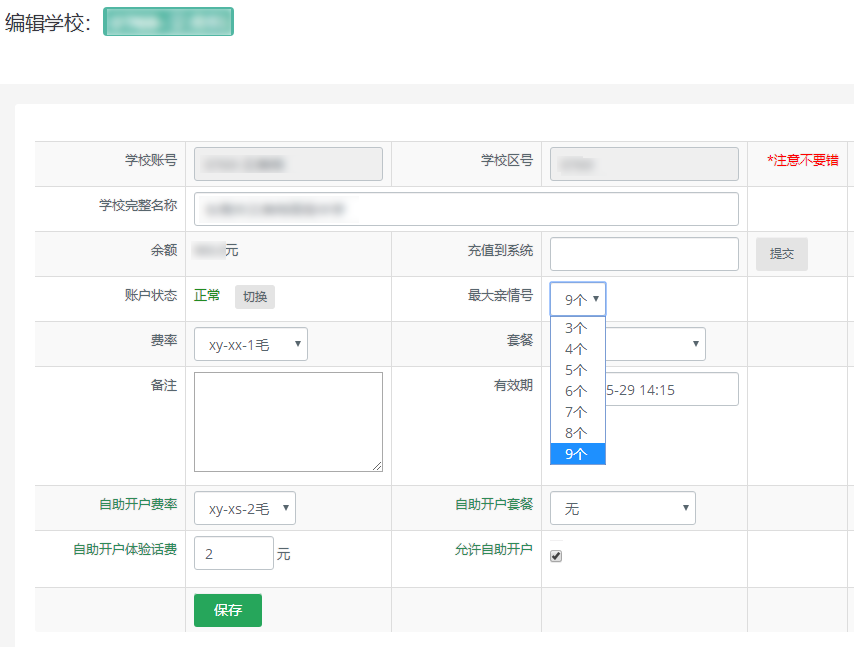 编辑学校：
学校账号 学校区号 *注意不要错
学校完整名称
余额 元 充值到系统 提交
账户状态 正常 切换 最大亲情号 9个
费率 xy-xx-1毛 套餐
3个
4个
5个
6个
7个
8个
9个
备注 有效期 5-29 14:15
自助开户费率 xy-xs-2毛 自助开户套餐 无
自助开户体验话费 2 元 允许自助开户
保存